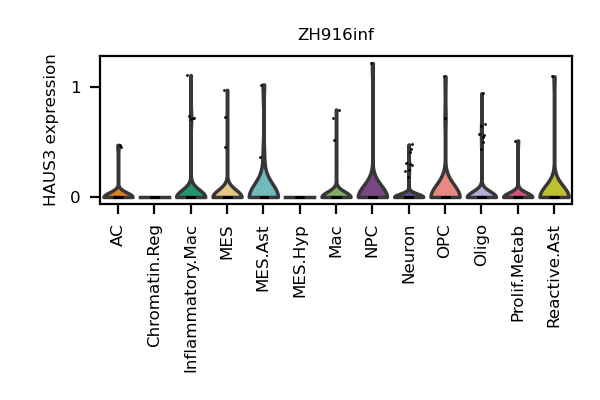 ZH916inf
HAUS3 expression
1
0
AC
Chromatin.Reg
Inflammatory.Mac
MES
MES.Ast
MES.Hyp
Mac
NPC
Neuron
OPC
Oligo
Prolif.Metab
Reactive.Ast